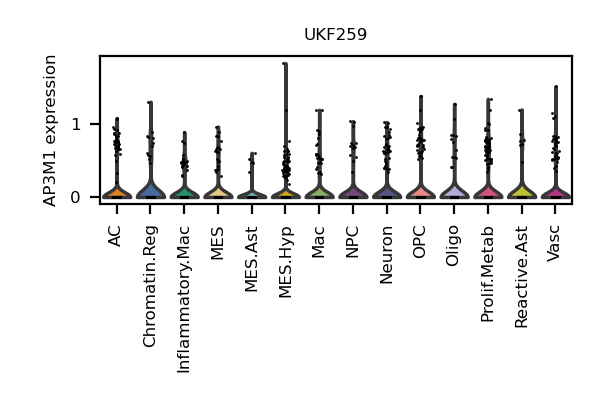 UKF259
AP3M1 expression
1
0
AC
Chromatin.Reg
Inflammatory.Mac
MES
MES.Ast
MES.Hyp
Mac
NPC
Neuron
OPC
Oligo
Prolif.Metab
Reactive.Ast
Vasc